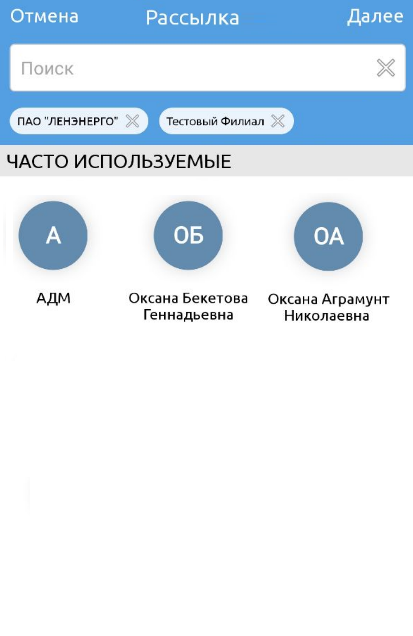 Отмена Рассылка Далее
Поиск
ПАО "ЛЕНЭНЕРГО" Тестовый Филиал
ЧАСТО ИСПОЛЬЗУЕМЫЕ
А ОБ ОА
АДМ Оксана Бекетова Оксана Аграмунт
Геннадьевна Николаевна